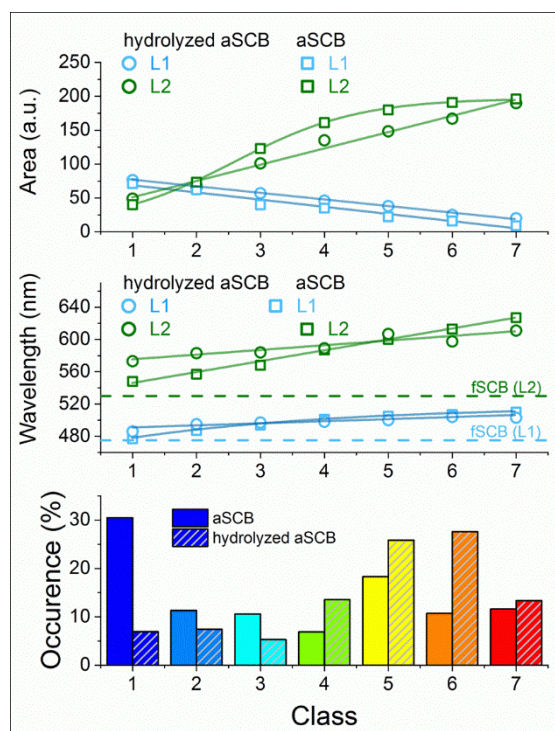 hydrolyzed aSCB aSCB
L1 L1
L2 L2
Area (a.u.)
250
200
150
100
50
0
1 2 3 4 5 6 7
hydrolyzed aSCB aSCB
L1 L1
L2 L2
Wavelength (nm)
640
600
560
520
480
fSCB (L2)
fSCB (L1)
1 2 3 4 5 6 7
aSCB
hydrolyzed aSCB
Occurence (%)
30
20
10
0
1 2 3 4 5 6 7
Class